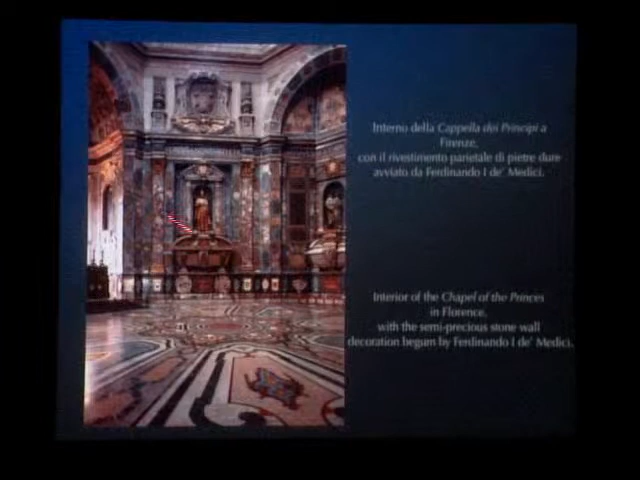 Interno della Cappella dei Principi a
Firenze,
con il rivestimento parietale di pietre dure
avviato da Ferdinando I de' Medici.
Interior of the Chapel of the Princes
in Florence,
with the semi-precious stone wall
decoration begum by Ferdinando I de' Medici.